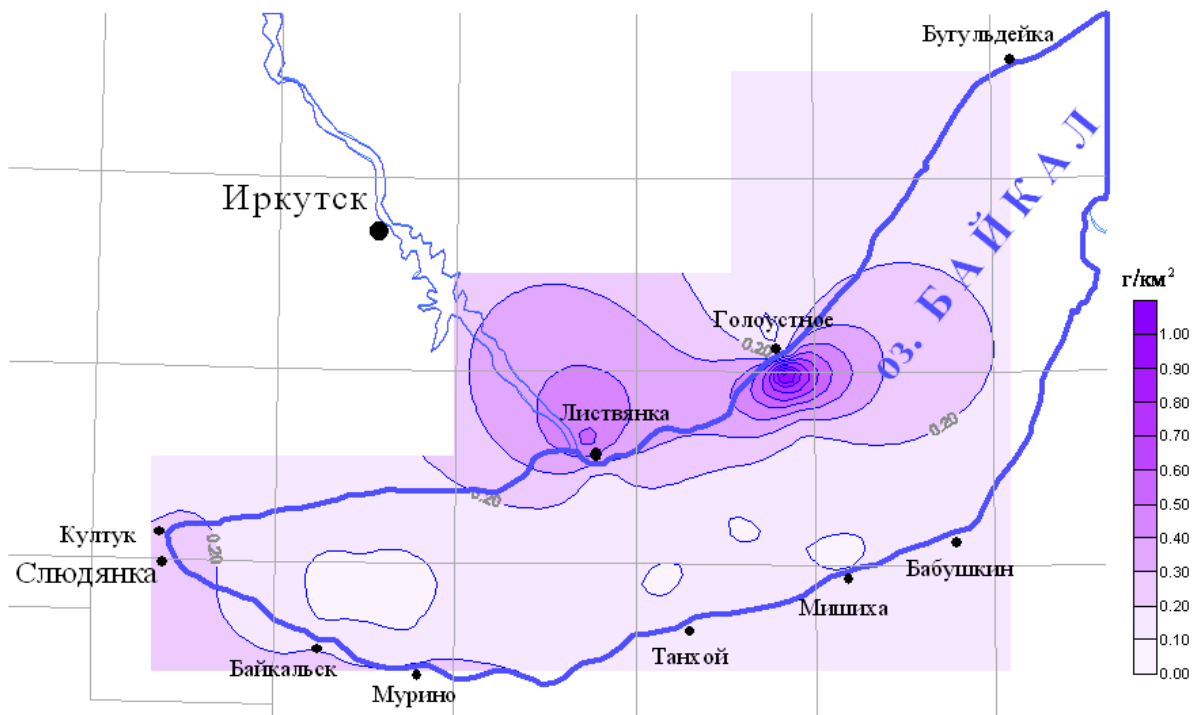 Бугульдейка
Иркутск
оз. БАЙКАЛ
г/км²
Голоустное
0.20
1.00
0.90
0.80
0.70
0.60
0.50
0.40
0.30
0.20
0.10
0.00
Листвянка
0.20
0.20
Култук
0.20
Слюдянка
Бабушкин
Мишиха
Танхой
Байкальск
Мурино